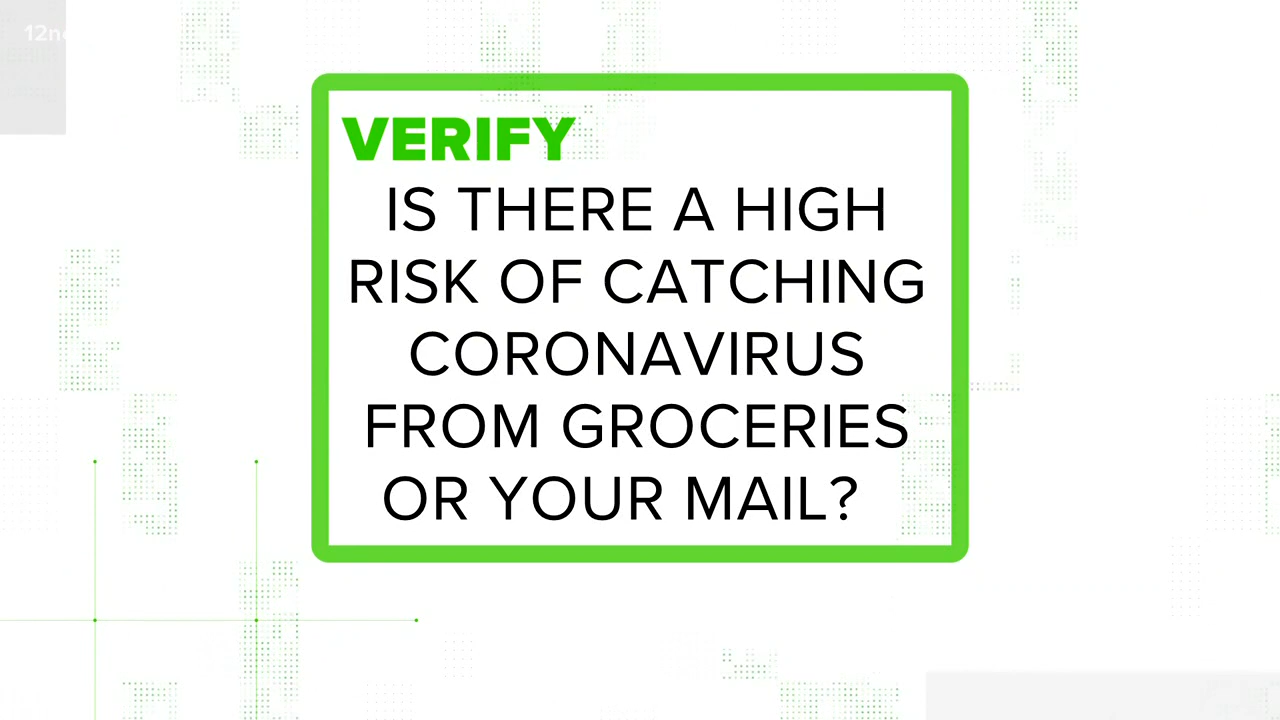 VERIFY
IS THERE A HIGH
RISK OF CATCHING
CORONAVIRUS
FROM GROCERIES
OR YOUR MAIL?